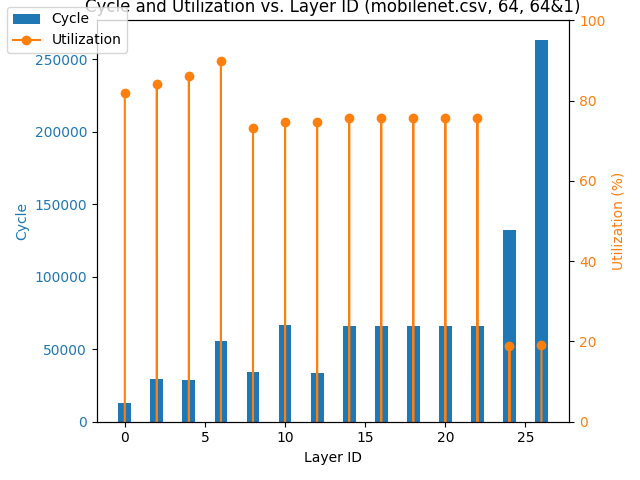 Cycle and Utilization vs. Layer ID (mobilenet.csv, 64, 64&1)
Cycle
Utilization
250000
200000
150000
100000
50000
0
Cycle
100
80
60
40
20
0
Utilization (%)
0 5 10 15 20 25
Layer ID